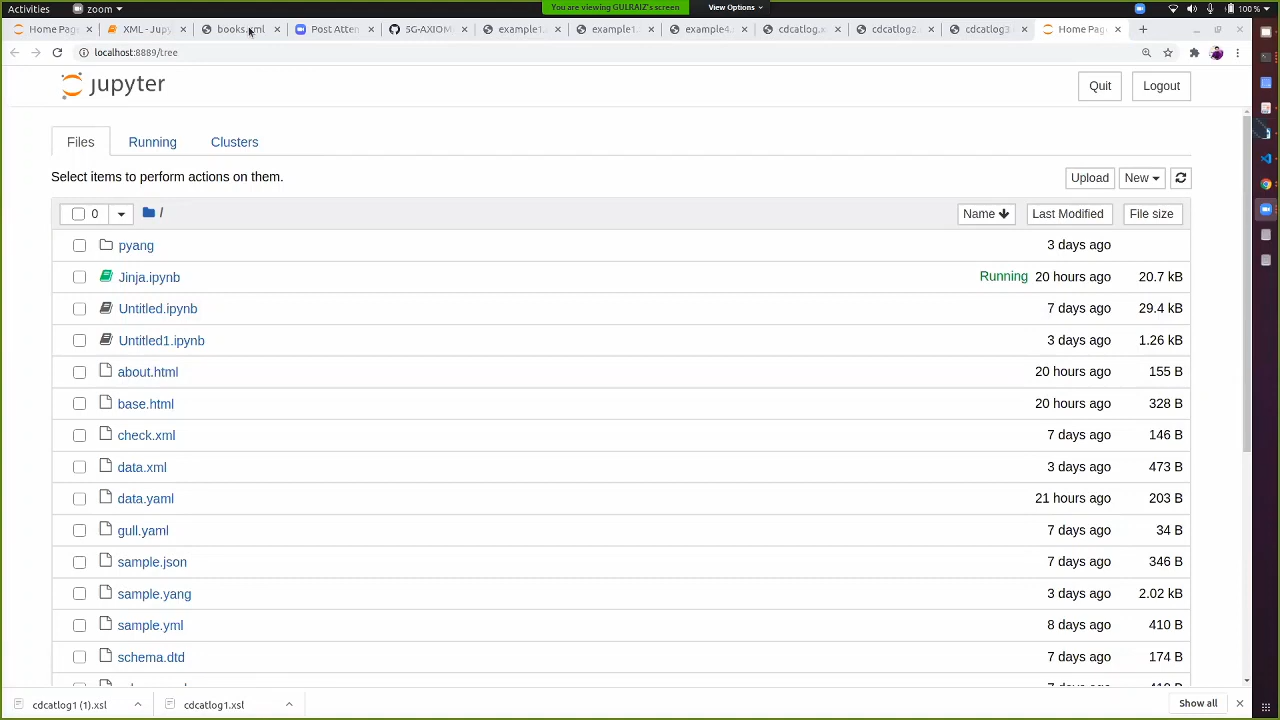 Activities
zoom
You are viewing GULRAIZ's screen
View Options
100 %
Home Page
XML - Jupy
books.xml
Post Atte
5G-AXIOM
example
example1
example4.
cdcatlog.x
cdcatlog2
cdcatlog3
Home Page
localhost:8889/tree
jupyter
Quit
Logout
Files
Running
Clusters
Select items to perform actions on them.
Upload
New
0
/
Name
Last Modified
File size
pyang
3 days ago
Jinja.ipynb
Running
20 hours ago
20.7 kB
Untitled.ipynb
7 days ago
29.4 kB
Untitled1.ipynb
3 days ago
1.26 kB
about.html
20 hours ago
155 B
base.html
20 hours ago
328 B
check.xml
7 days ago
146 B
data.xml
3 days ago
473 B
data.yaml
21 hours ago
203 B
gull.yaml
7 days ago
34 B
sample.json
7 days ago
346 B
sample.yang
3 days ago
2.02 kB
sample.yml
8 days ago
410 B
schema.dtd
7 days ago
174 B
cdcatlog1 (1).xsl
cdcatlog1.xsl
Show all